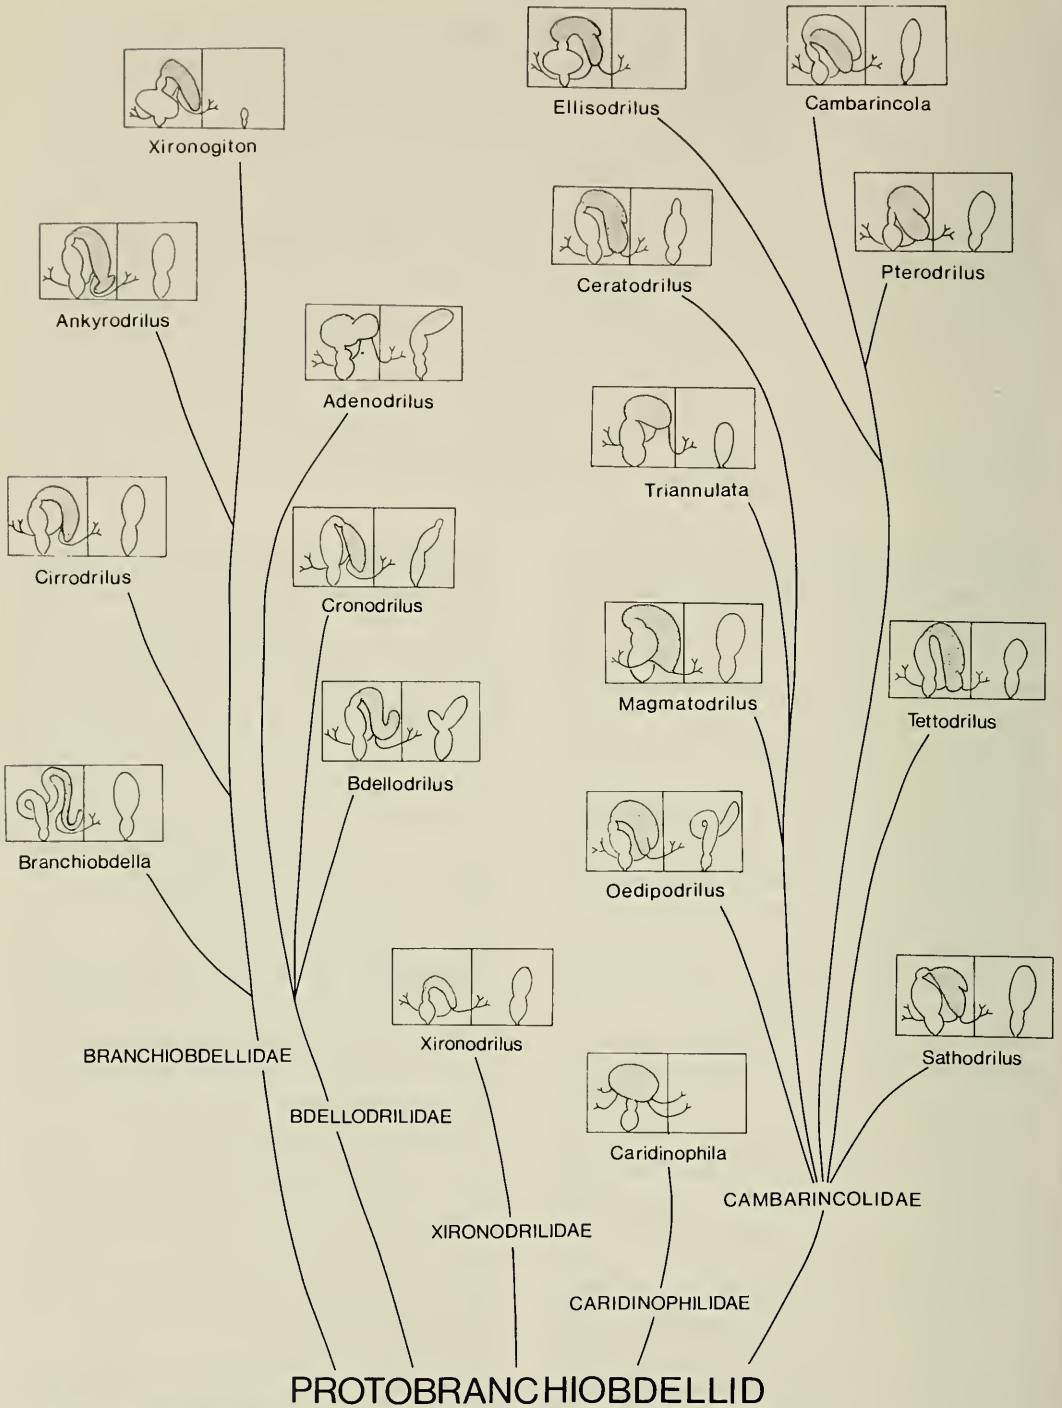 Ellisodrilus
Cambarincola
Xironogiton
Pterodrilus
Ceratodrilus
Ankyrodrilus
Adenodrilus
Triannulata
Cirrodrilus
Cronodrilus
Magmatodrilus
Tettodrilus
Bdellodrilus
Branchiobdella
Oedipodrilus
Xironodrilus
BRANCHIOBDELLIDAE
Sathodrilus
BDELLODRILIDAE
Caridinophila
CAMBARINCOLIDAE
XIRONODRILIDAE
CARIDINOPHILIDAE
PROTOBRANCHIOBDELLID